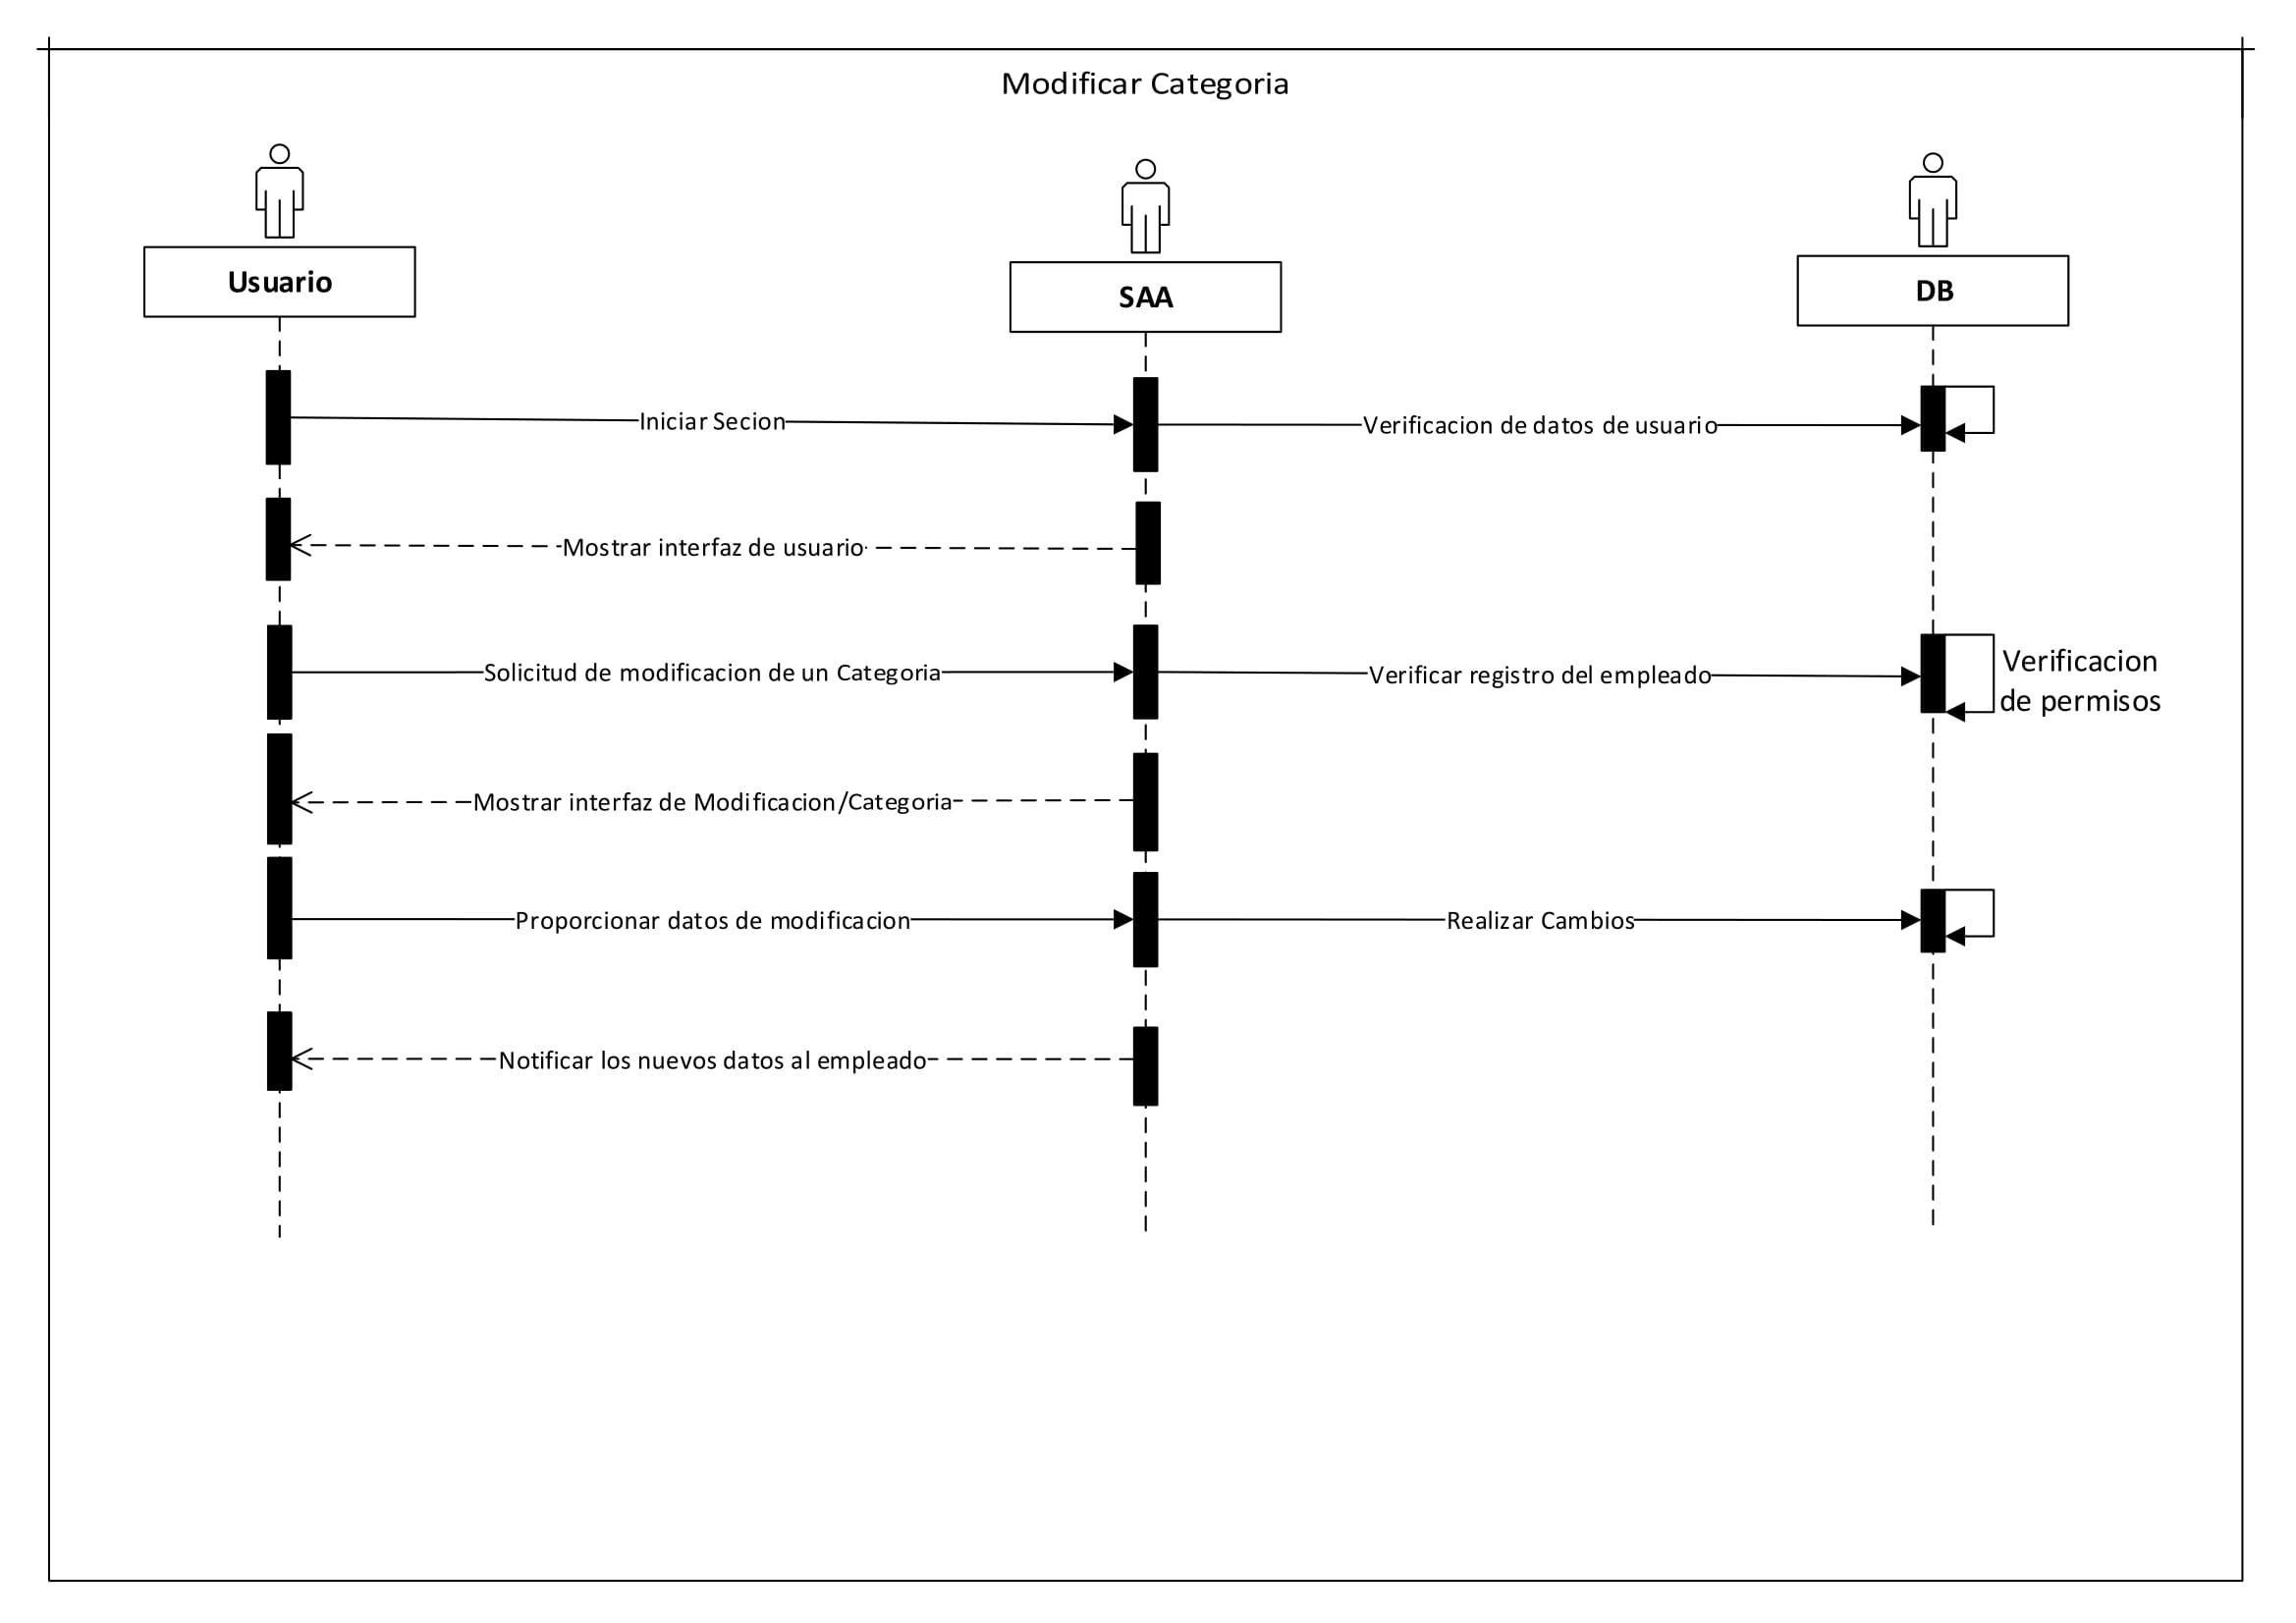 Modificar Categoria
Usuario
SAA
DB
Iniciar Secion
Verificacion de datos de usuario
Mostrar interfaz de usuario
Solicitud de modificacion de un Categoria
Verificar registro del empleado
Verificacion
de permisos
Mostrar interfaz de Modificacion/Categoria
Proporcionar datos de modificacion
Realizar Cambios
Notificar los nuevos datos al empleado